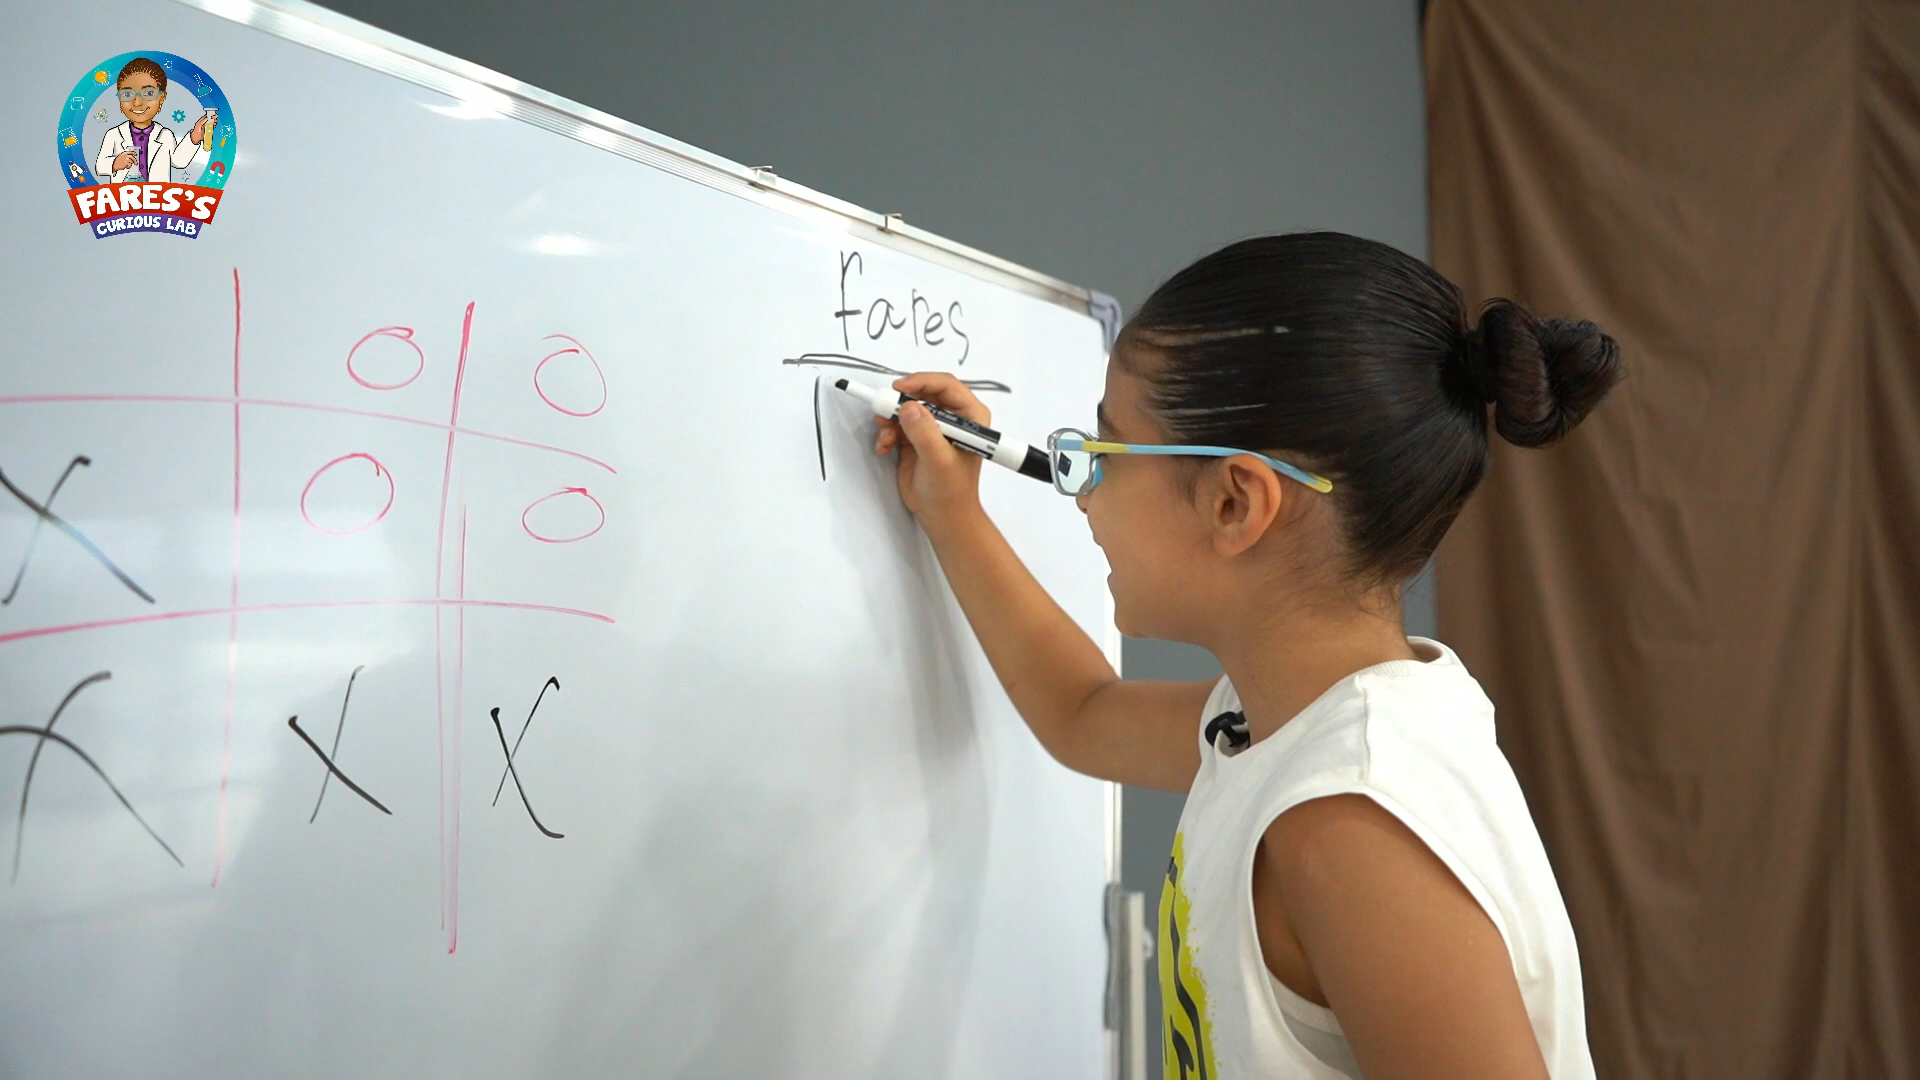 FARES'S
CURIOUS LAB
Fares
O O
X O O
X X X